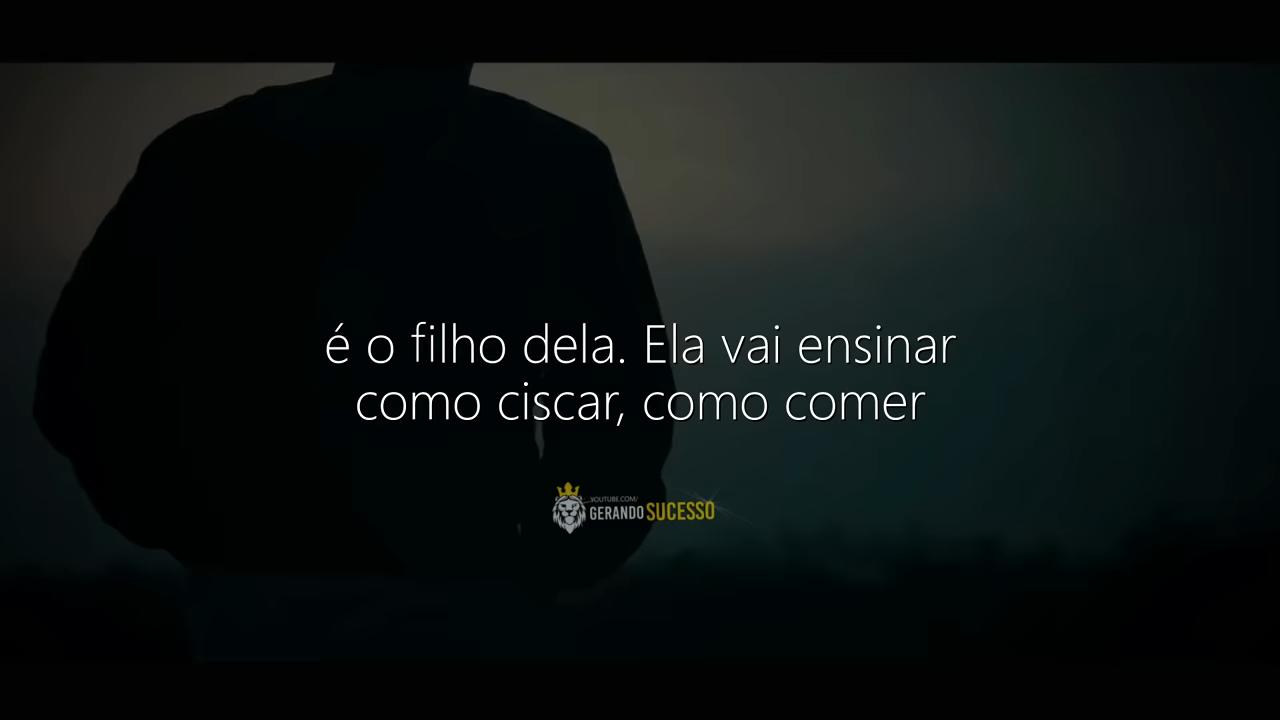 é o filho dela. Ela vai ensinar
como ciscar, como comer
YOUTUBE.COM/
GERANDO SUCESSO